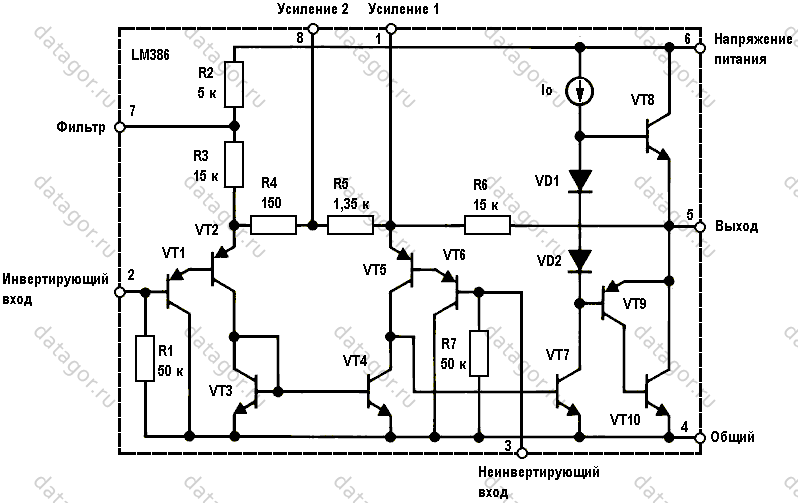 Усиление 2
Усиление 1
8
1
LM386
6
Напряжение
питания
R2
5 к
Io
VT8
7
Фильтр
R3
15 к
R4
150
R5
1,35 к
R6
15 к
VD1
5
Выход
VT2
VT1
VT6
VT5
VD2
2
Инвертирующий
вход
VT9
R1
50 к
VT3
VT4
R7
50 к
VT7
VT10
4
Общий
3
Неинвертирующий
вход
datagor.ru